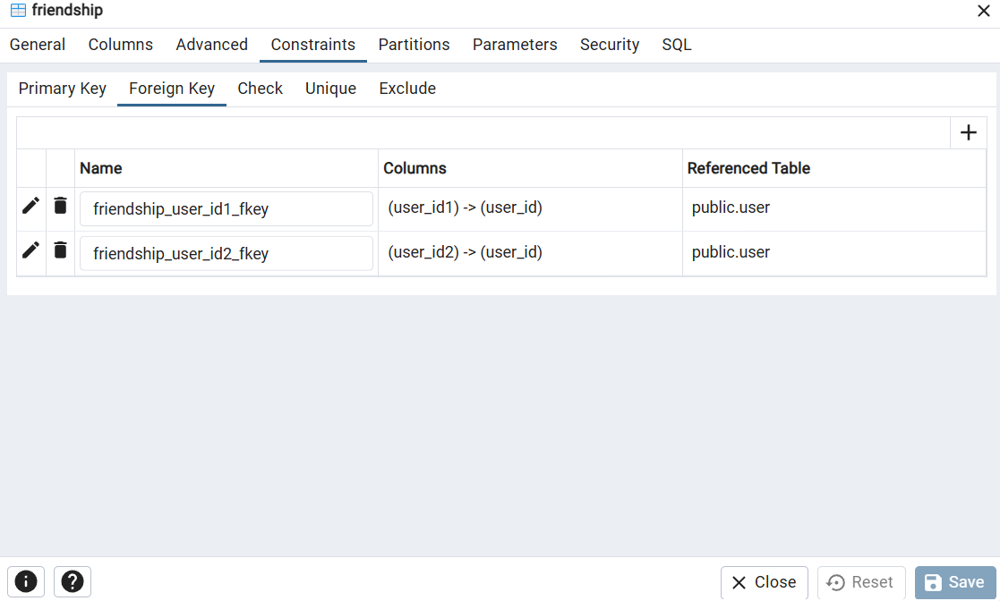 friendship
General Columns Advanced Constraints Partitions Parameters Security SQL
Primary Key Foreign Key Check Unique Exclude
Name Columns Referenced Table
friendship_user_id1_fkey (user_id1) -> (user_id) public.user
friendship_user_id2_fkey (user_id2) -> (user_id) public.user
Close Reset Save